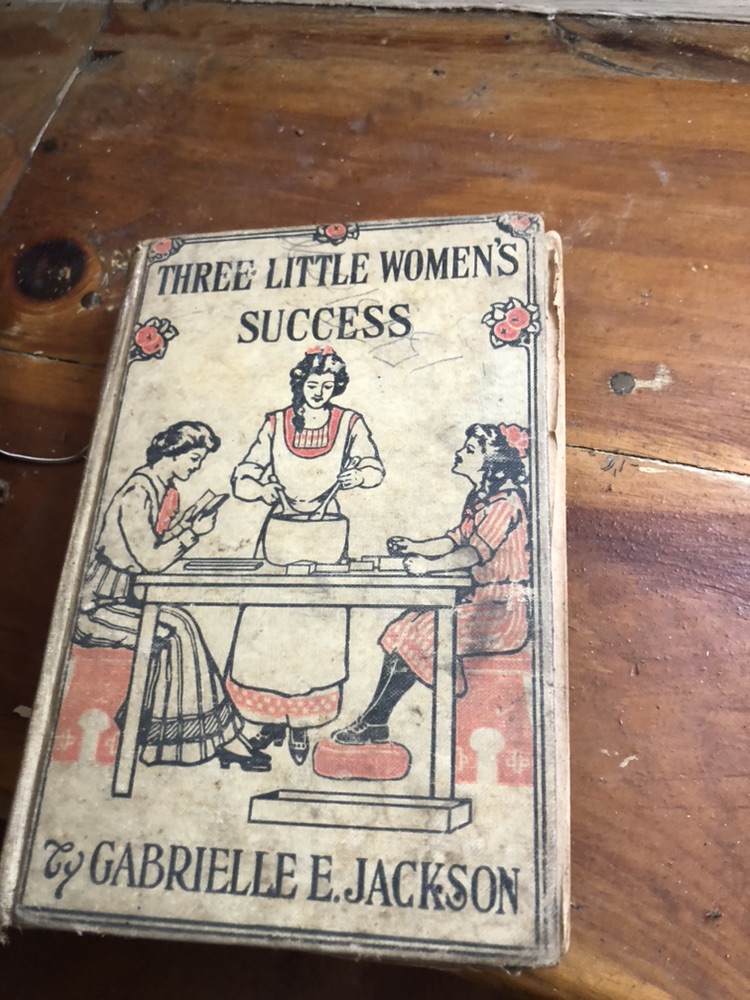 THREE LITTLE WOMEN'S
SUCCESS
By GABRIELLE E. JACKSON